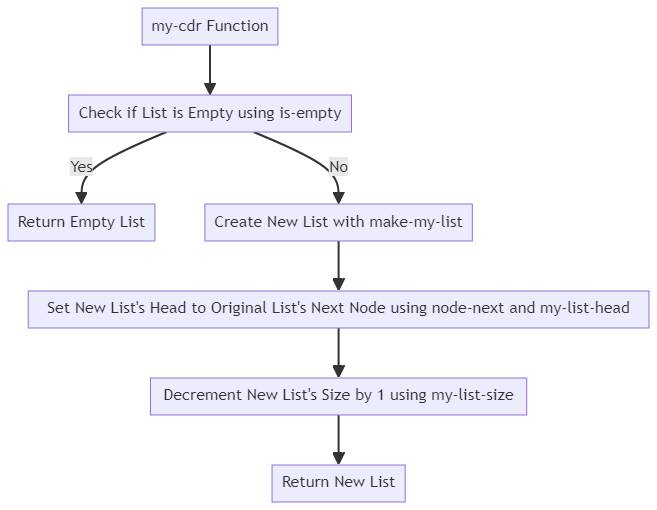 my-cdr Function
Check if List is Empty using is-empty
Yes
No
Return Empty List
Create New List with make-my-list
Set New List's Head to Original List's Next Node using node-next and my-list-head
Decrement New List's Size by 1 using my-list-size
Return New List